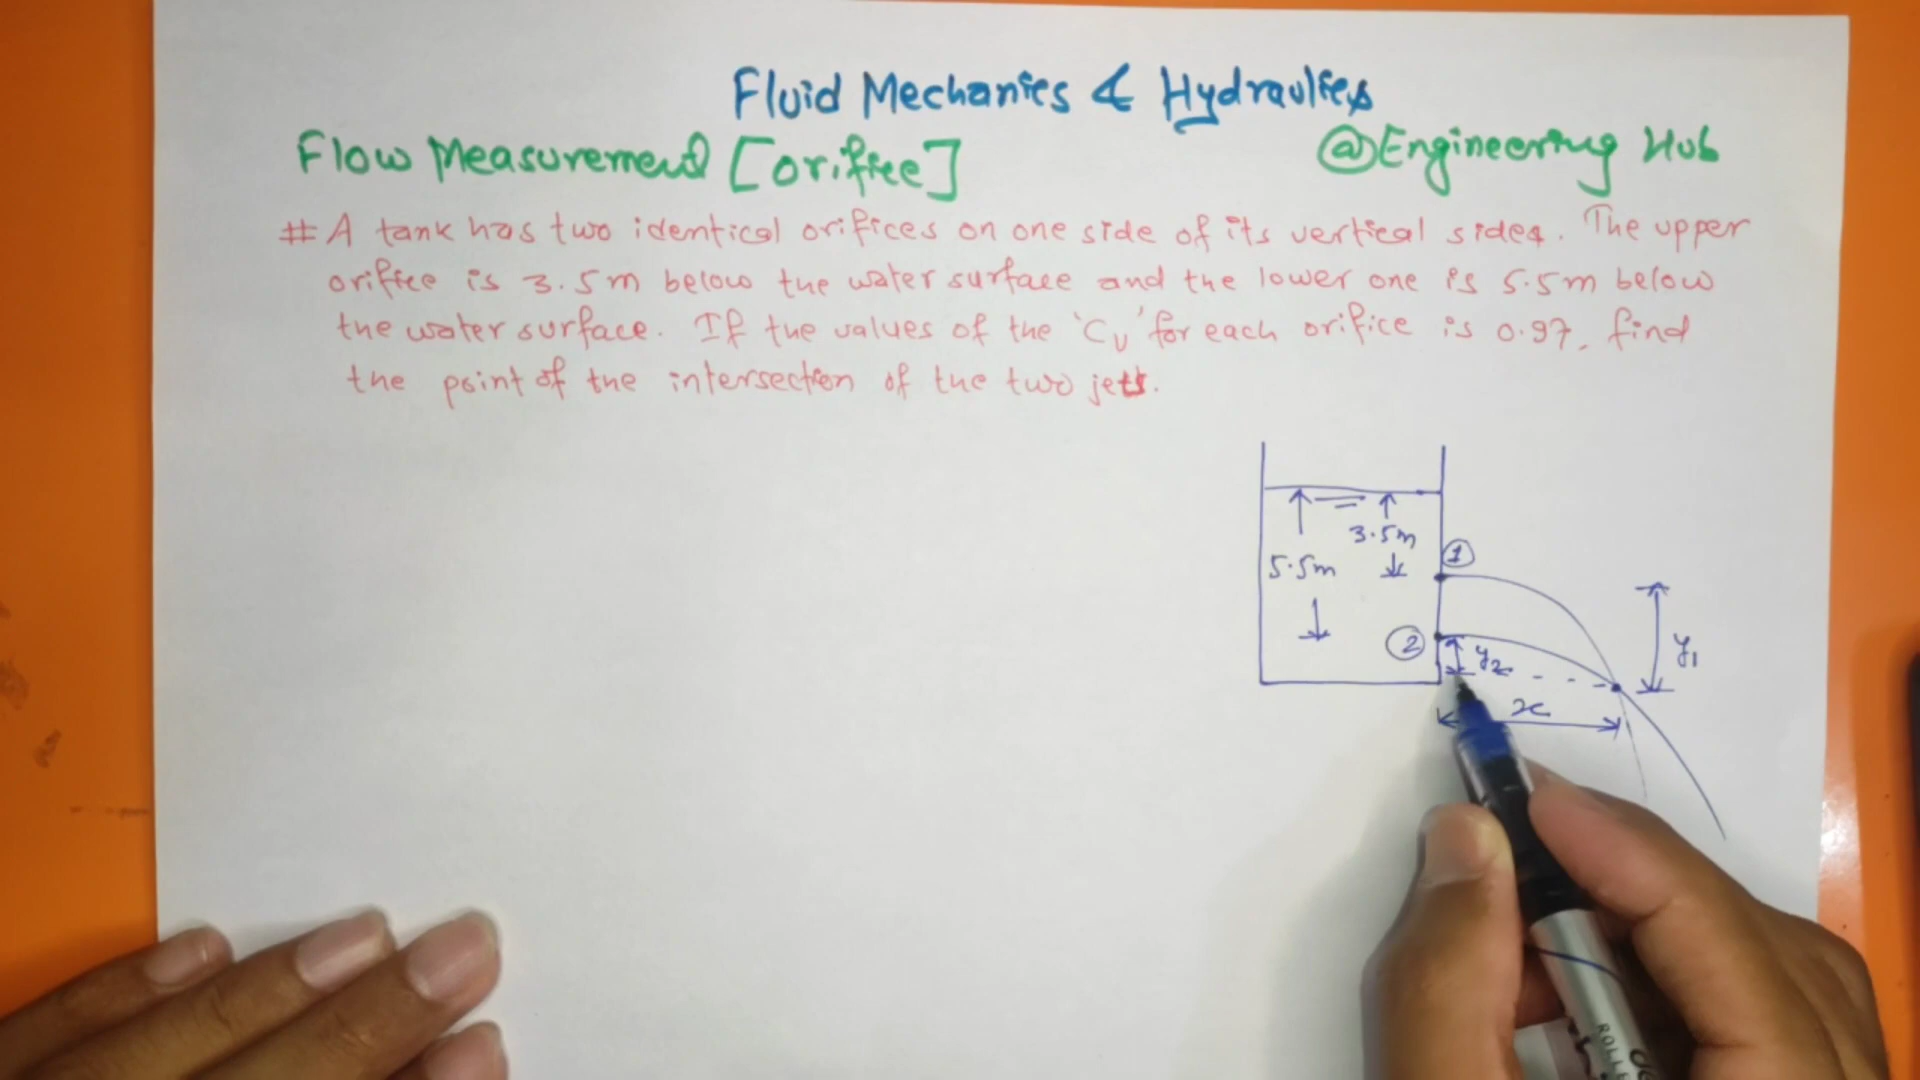 Fluid Mechanics & Hydraulics
Flow Measurement [orifice]
@Engineering Hub
# A tank has two identical orifices on one side of its vertical sides. The upper
orifice is 3.5m below the water surface and the lower one is 5.5m below
the water surface. If the values of the 'Cv' for each orifice is 0.97, find
the point of the intersection of the two jets.
3.5m
①
5.5m
②
y2
y1
x